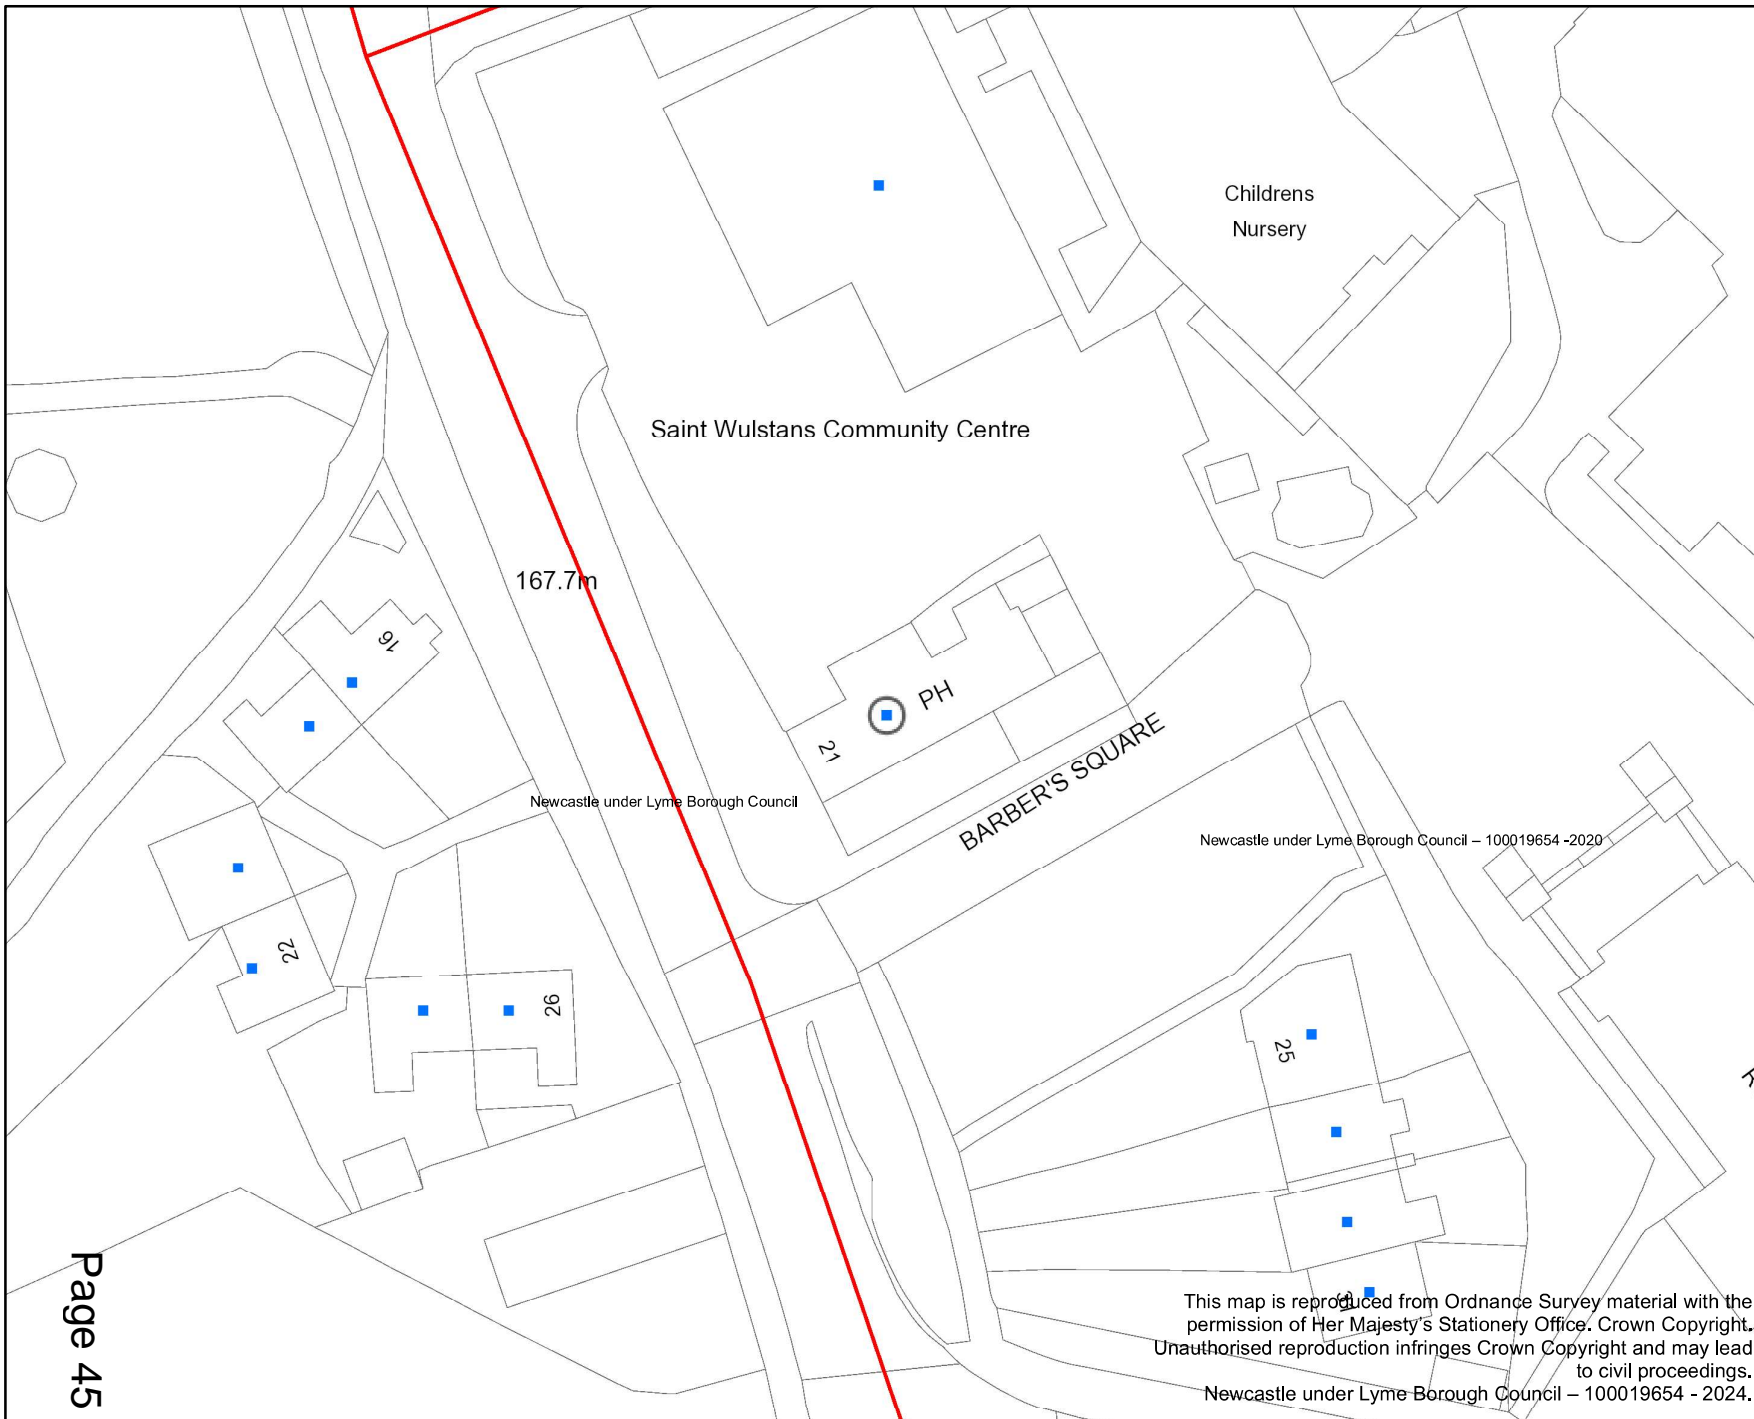 Childrens
Nursery
Saint Wulstans Community Centre
167.7m
16
PH
21
BARBER'S SQUARE
Newcastle under Lyme Borough Council
Newcastle under Lyme Borough Council – 100019654 -2020
22
26
25
31
Page 45
This map is reproduced from Ordnance Survey material with the
permission of Her Majesty's Stationery Office. Crown Copyright.
Unauthorised reproduction infringes Crown Copyright and may lead
to civil proceedings.
Newcastle under Lyme Borough Council – 100019654 - 2024.